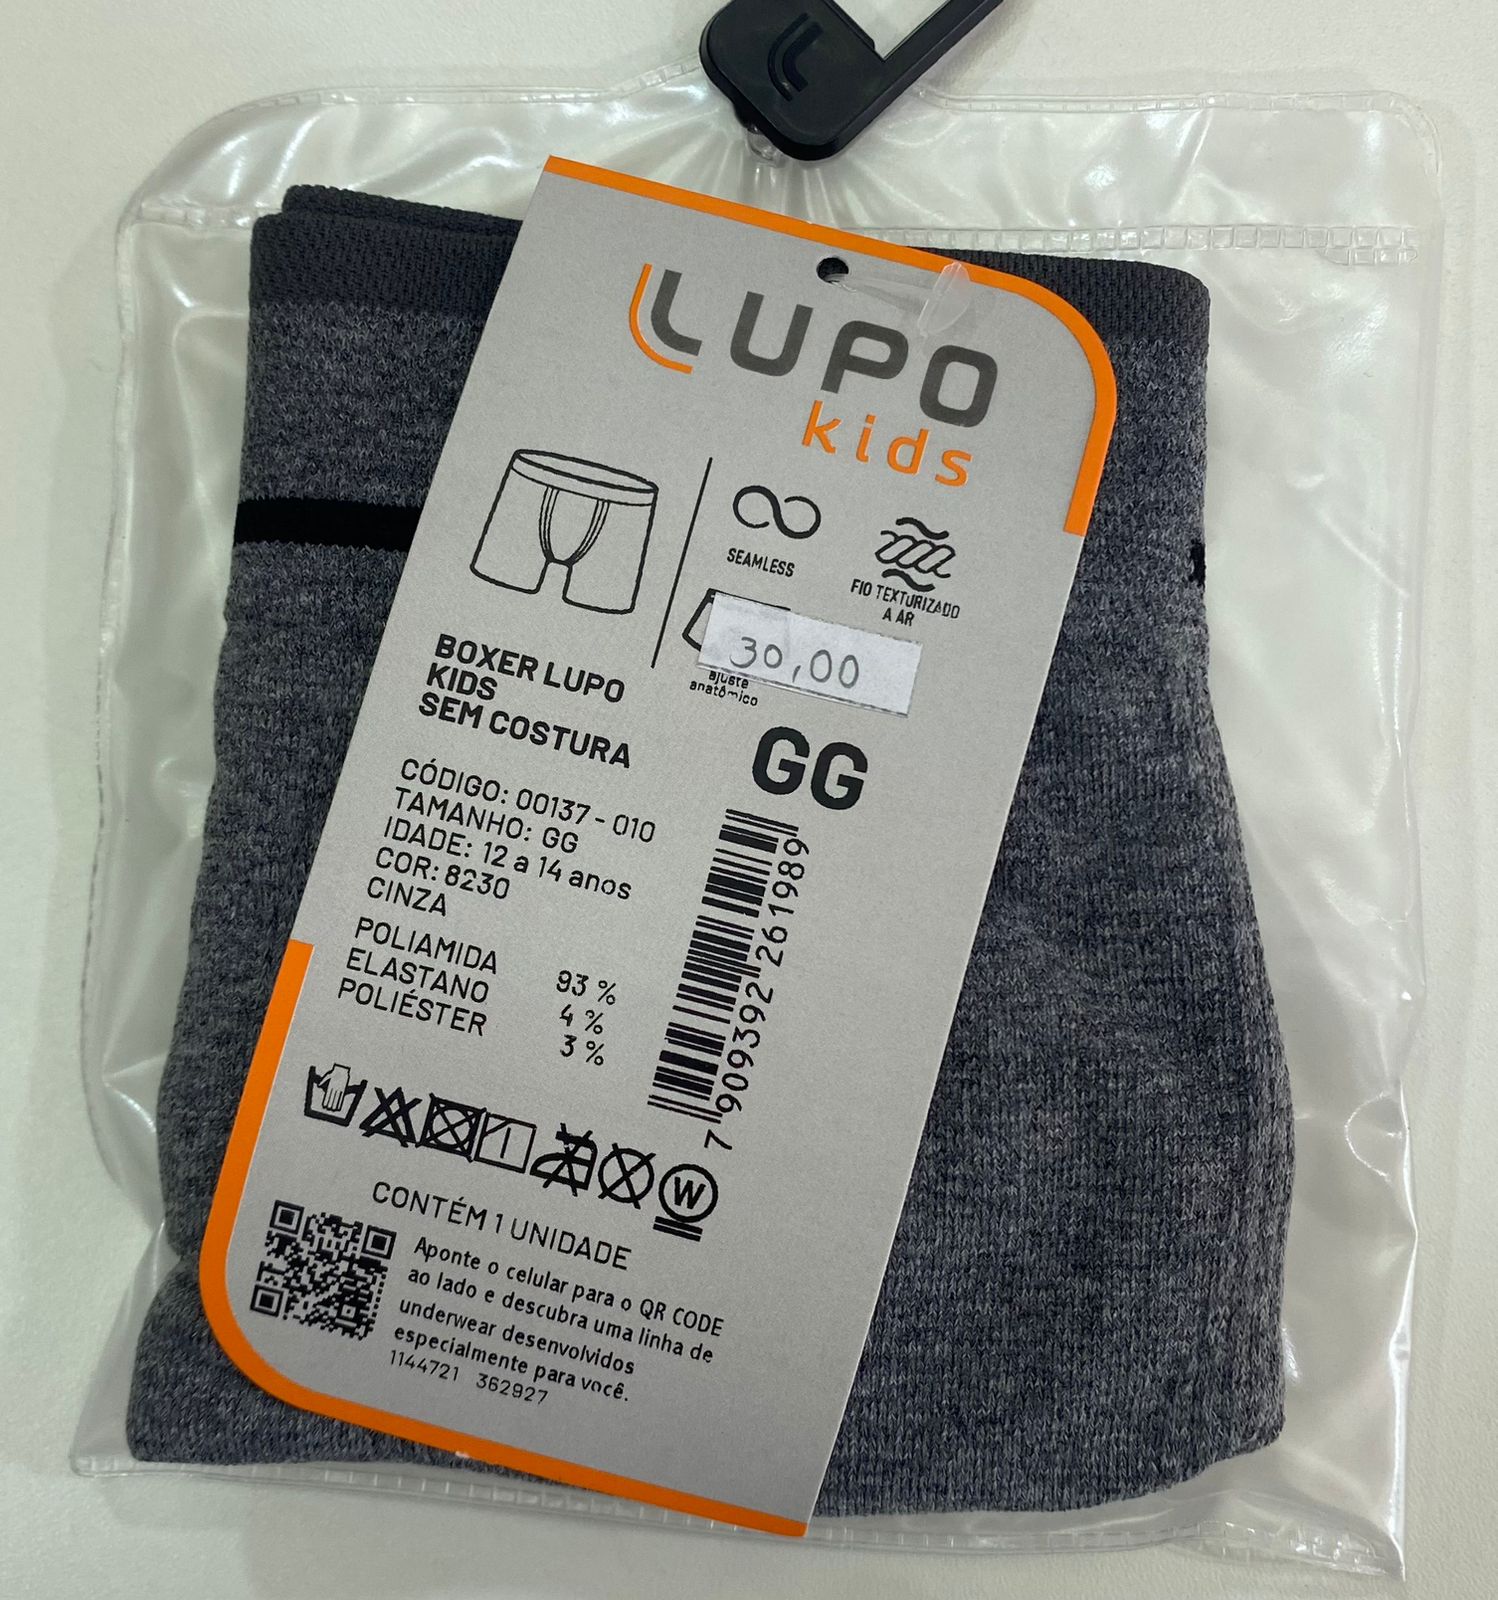 LUPO
kids
SEAMLESS
FIO TEXTURIZADO
A AR
30,00
ajuste
anatômico
BOXER LUPO
KIDS
SEM COSTURA
GG
CÓDIGO: 00137 - 010
TAMANHO: GG
IDADE: 12 a 14 anos
COR: 8230
CINZA
POLIAMIDA 93 %
ELASTANO 4 %
POLIÉSTER 3 %
7 909392 261989
W
CONTÉM 1 UNIDADE
Aponte o celular para o QR CODE
ao lado e descubra uma linha de
underwear desenvolvidos
especialmente para você.
1144721 362927